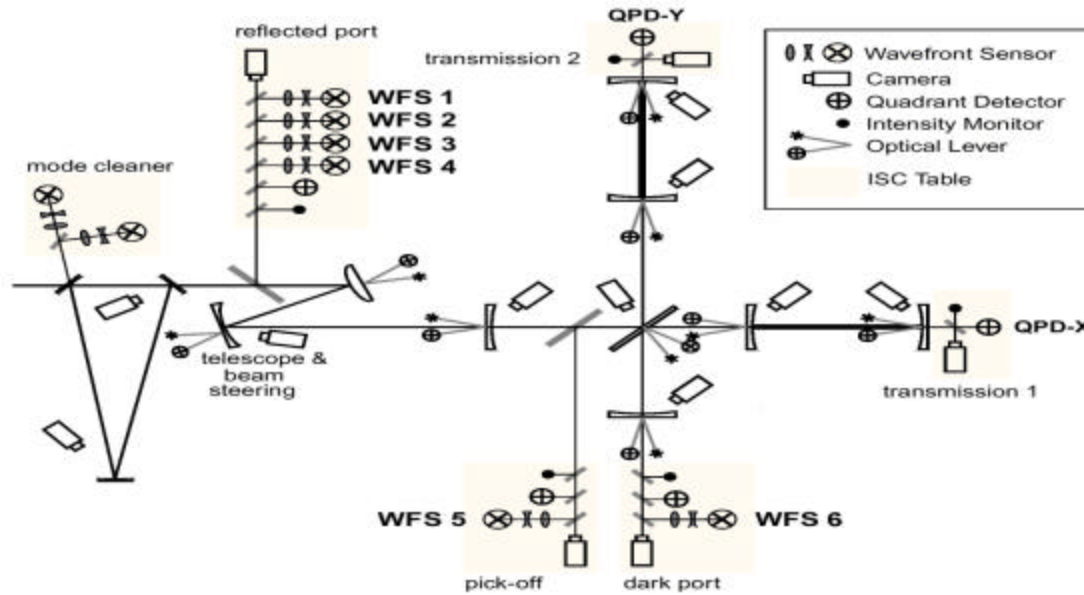 QPD-Y
reflected port
transmission 2
Wavefront Sensor
Camera
Quadrant Detector
Intensity Monitor
Optical Lever
ISC Table
WFS 1
WFS 2
WFS 3
WFS 4
mode cleaner
QPD-X
telescope &
beam
steering
transmission 1
WFS 5
WFS 6
pick-off
dark port